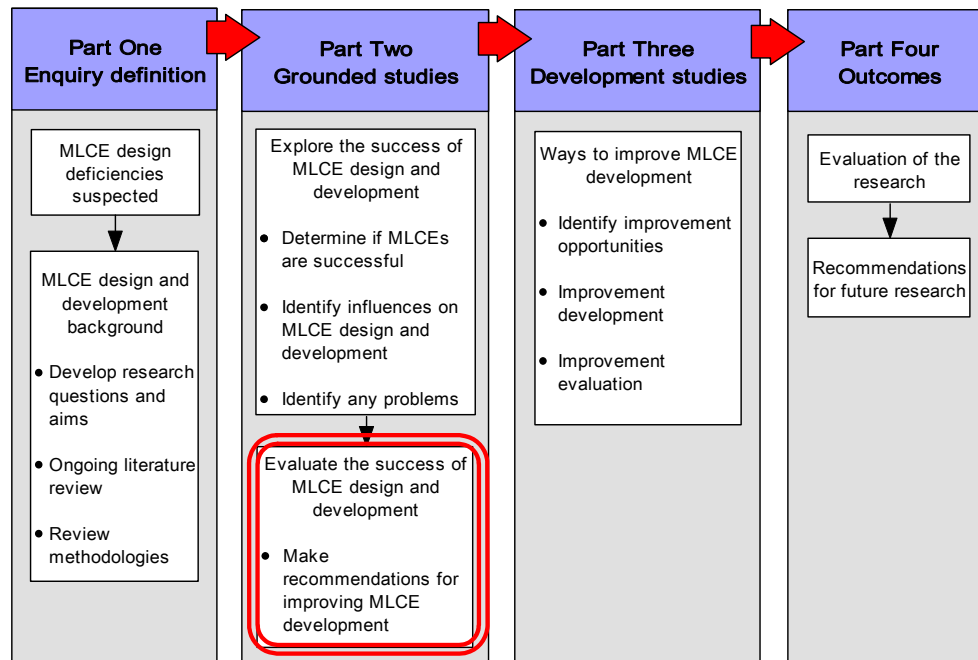 Part One
Enquiry definition
MLCE design
deficiencies
suspected
MLCE design and
development
background
• Develop research
questions and
aims
• Ongoing literature
review
• Review
methodologies
Part Two
Grounded studies
Explore the success of
MLCE design and
development
• Determine if MLCEs
are successful
• Identify influences on
MLCE design and
development
• Identify any problems
Evaluate the success of
MLCE design and
development
• Make
recommendations for
improving MLCE
development
Part Three
Development studies
Ways to improve MLCE
development
• Identify improvement
opportunities
• Improvement
development
• Improvement
evaluation
Part Four
Outcomes
Evaluation of the
research
Recommendations
for future research